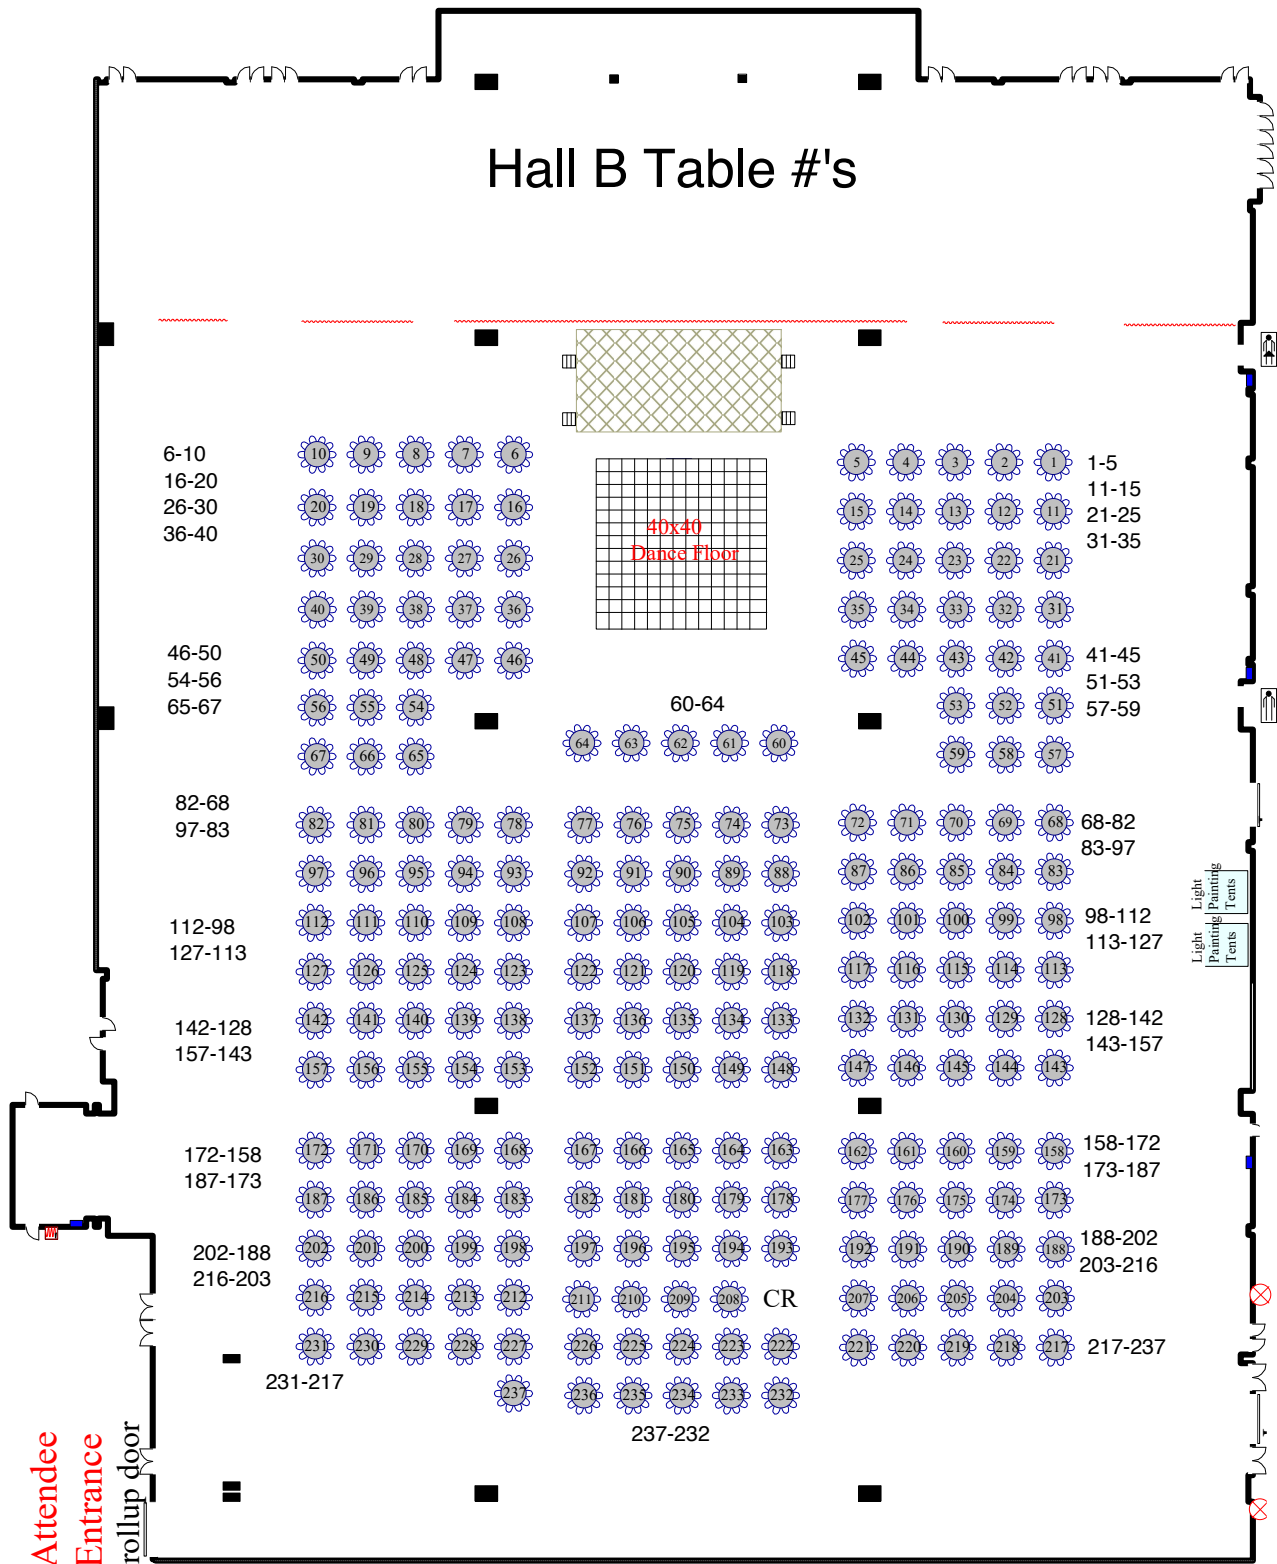 Hall B Table #'s
6-10
16-20
26-30
36-40
10 9 8 7 6
20 19 18 17 16
30 29 28 27 26
40 39 38 37 36
40x40
Dance Floor
5 4 3 2 1
15 14 13 12 11
25 24 23 22 21
35 34 33 32 31
1-5
11-15
21-25
31-35
46-50
54-56
65-67
50 49 48 47 46
56 55 54
67 66 65
60-64
64 63 62 61 60
45 44 43 42 41
53 52 51
59 58 57
41-45
51-53
57-59
82-68
97-83
82 81 80 79 78 77 76 75 74 73 72 71 70 69 68
97 96 95 94 93 92 91 90 89 88 87 86 85 84 83
68-82
83-97
Light
Painting
Tents
Light
Painting
Tents
112-98
127-113
112 111 110 109 108 107 106 105 104 103 102 101 100 99 98
127 126 125 124 123 122 121 120 119 118 117 116 115 114 113
98-112
113-127
142-128
157-143
142 141 140 139 138 137 136 135 134 133 132 131 130 129 128
157 156 155 154 153 152 151 150 149 148 147 146 145 144 143
128-142
143-157
172-158
187-173
172 171 170 169 168 167 166 165 164 163 162 161 160 159 158
187 186 185 184 183 182 181 180 179 178 177 176 175 174 173
158-172
173-187
202-188
216-203
202 201 200 199 198 197 196 195 194 193 192 191 190 189 188
216 215 214 213 212 211 210 209 208 CR 207 206 205 204 203
188-202
203-216
231 230 229 228 227 226 225 224 223 222 221 220 219 218 217
217-237
231-217
237 236 235 234 233 232
237-232
Attendee
Entrance
rollup door